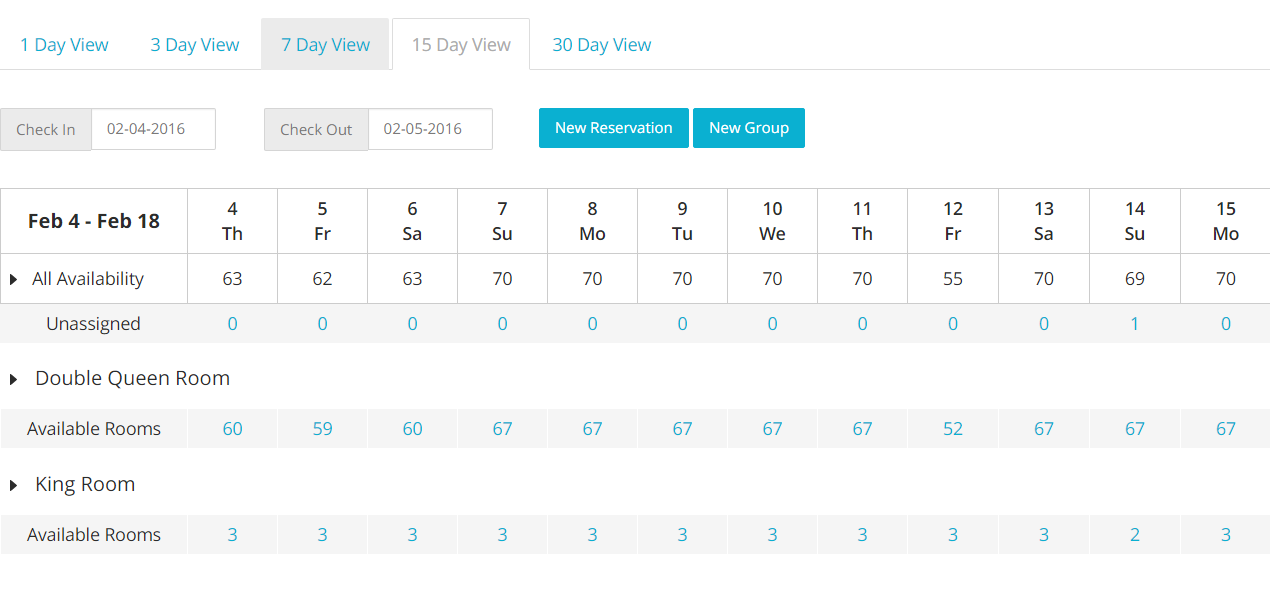 1 Day View 3 Day View 7 Day View 15 Day View 30 Day View
Check In 02-04-2016 Check Out 02-05-2016 New Reservation New Group
Feb 4 - Feb 18 4 Th 5 Fr 6 Sa 7 Su 8 Mo 9 Tu 10 We 11 Th 12 Fr 13 Sa 14 Su 15 Mo
All Availability 63 62 63 70 70 70 70 70 55 70 69 70
Unassigned 0 0 0 0 0 0 0 0 0 0 1 0
Double Queen Room
Available Rooms 60 59 60 67 67 67 67 67 52 67 67 67
King Room
Available Rooms 3 3 3 3 3 3 3 3 3 3 2 3